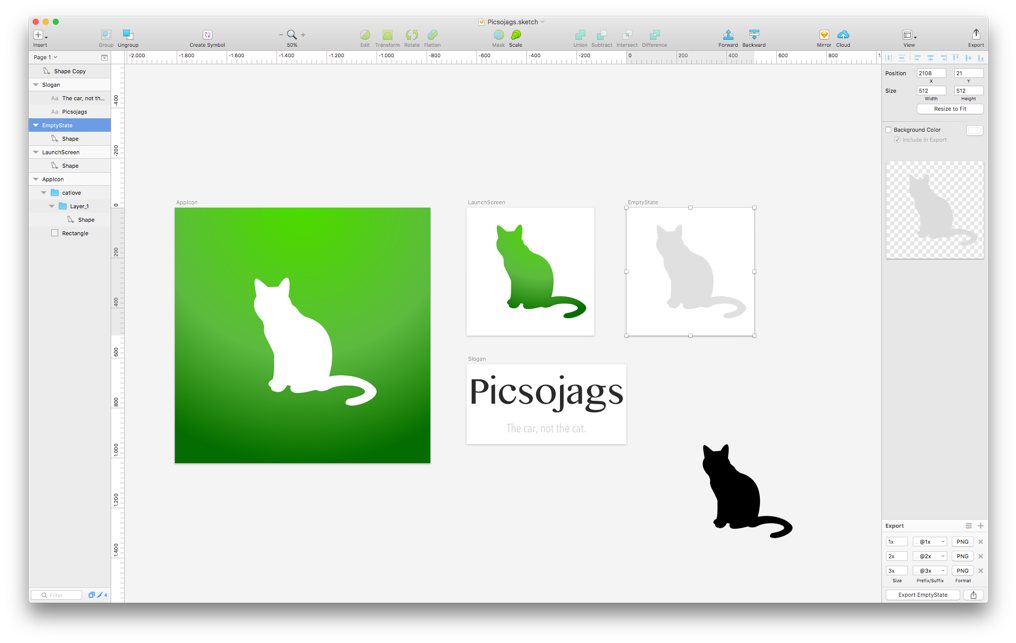 Picsojags.sketch
Insert
Group
Ungroup
Create Symbol
50%
Edit
Transform
Rotate
Flatten
Mask
Scale
Union
Subtract
Intersect
Difference
Forward
Backward
Mirror
Cloud
View
Export
Page 1
-2.000
-1.800
-1.600
-1.400
-1.200
-1.000
-800
-600
-400
-200
0
200
400
600
800
Shape Copy
Slogan
Aa The car, not th...
Aa Picsojags
EmptyState
Shape
LaunchScreen
Shape
AppIcon
catlove
Layer_1
Shape
Rectangle
Filter
4
-400
-200
0
200
400
600
800
1.000
1.200
1.400
AppIcon
LaunchScreen
EmptyState
Slogan
Picsojags
The car, not the cat.
Position
2108
21
X
Y
Size
512
512
Width
Height
Resize to Fit
Background Color
Include in Export
Export
1x
@1x
PNG
2x
@2x
PNG
3x
@3x
PNG
Size
Prefix/Suffix
Format
Export EmptyState